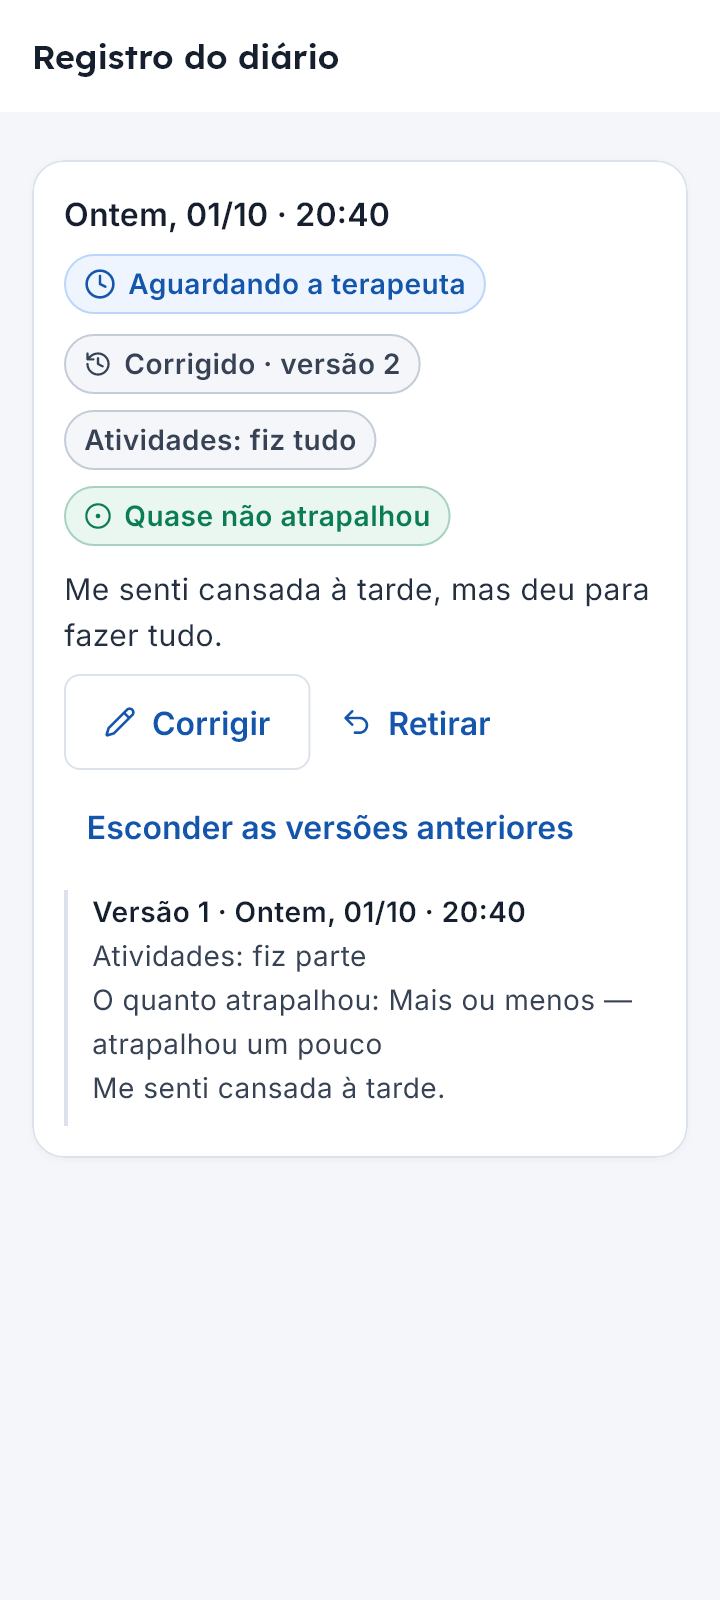 Registro do diário
Ontem, 01/10 · 20:40
Aguardando a terapeuta
Corrigido · versão 2
Atividades: fiz tudo
Quase não atrapalhou
Me senti cansada à tarde, mas deu para
fazer tudo.
Corrigir
Retirar
Esconder as versões anteriores
Versão 1 · Ontem, 01/10 · 20:40
Atividades: fiz parte
O quanto atrapalhou: Mais ou menos —
atrapalhou um pouco
Me senti cansada à tarde.